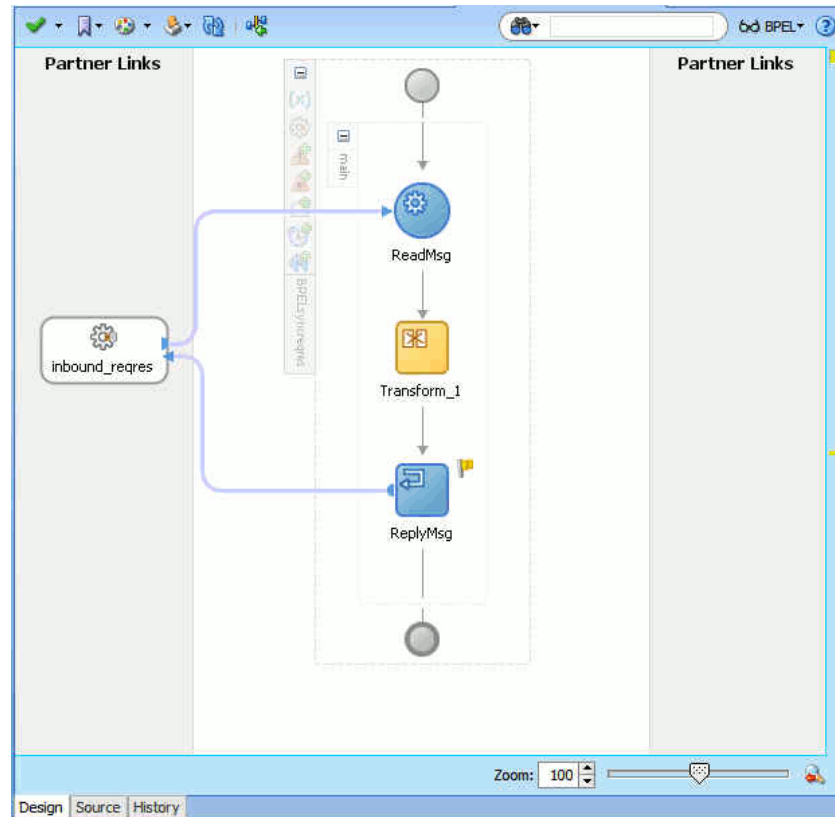 BPEL
Partner Links
Partner Links
main
ReadMsg
BPELsyncreqres
inbound_reqres
Transform_1
ReplyMsg
Zoom: 100
Design Source History